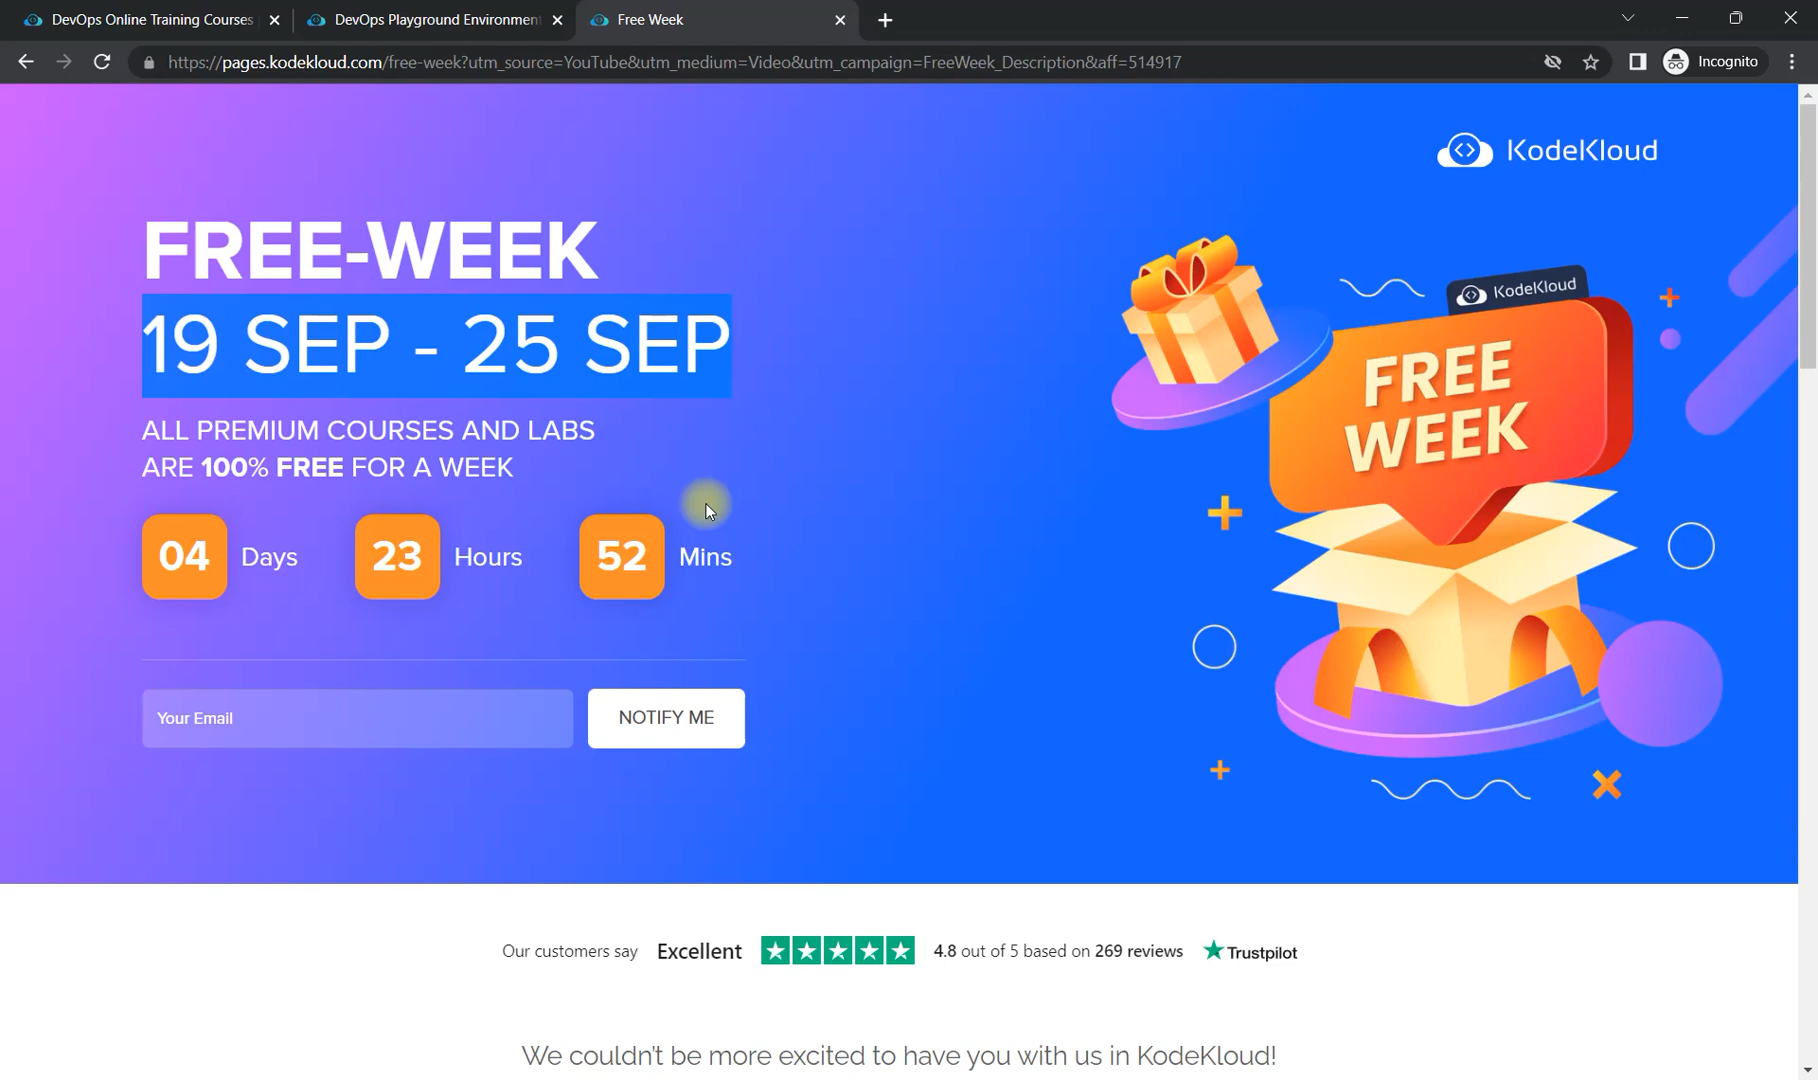 DevOps Online Training Courses
DevOps Playground Environment
Free Week
https://pages.kodekloud.com/free-week?utm_source=YouTube&utm_medium=Video&utm_campaign=FreeWeek_Description&aff=514917
Incognito
KodeKloud
FREE-WEEK
19 SEP - 25 SEP
ALL PREMIUM COURSES AND LABS
ARE 100% FREE FOR A WEEK
04 Days 23 Hours 52 Mins
Your Email
NOTIFY ME
KodeKloud
FREE
WEEK
Our customers say Excellent 4.8 out of 5 based on 269 reviews Trustpilot
We couldn't be more excited to have you with us in KodeKloud!